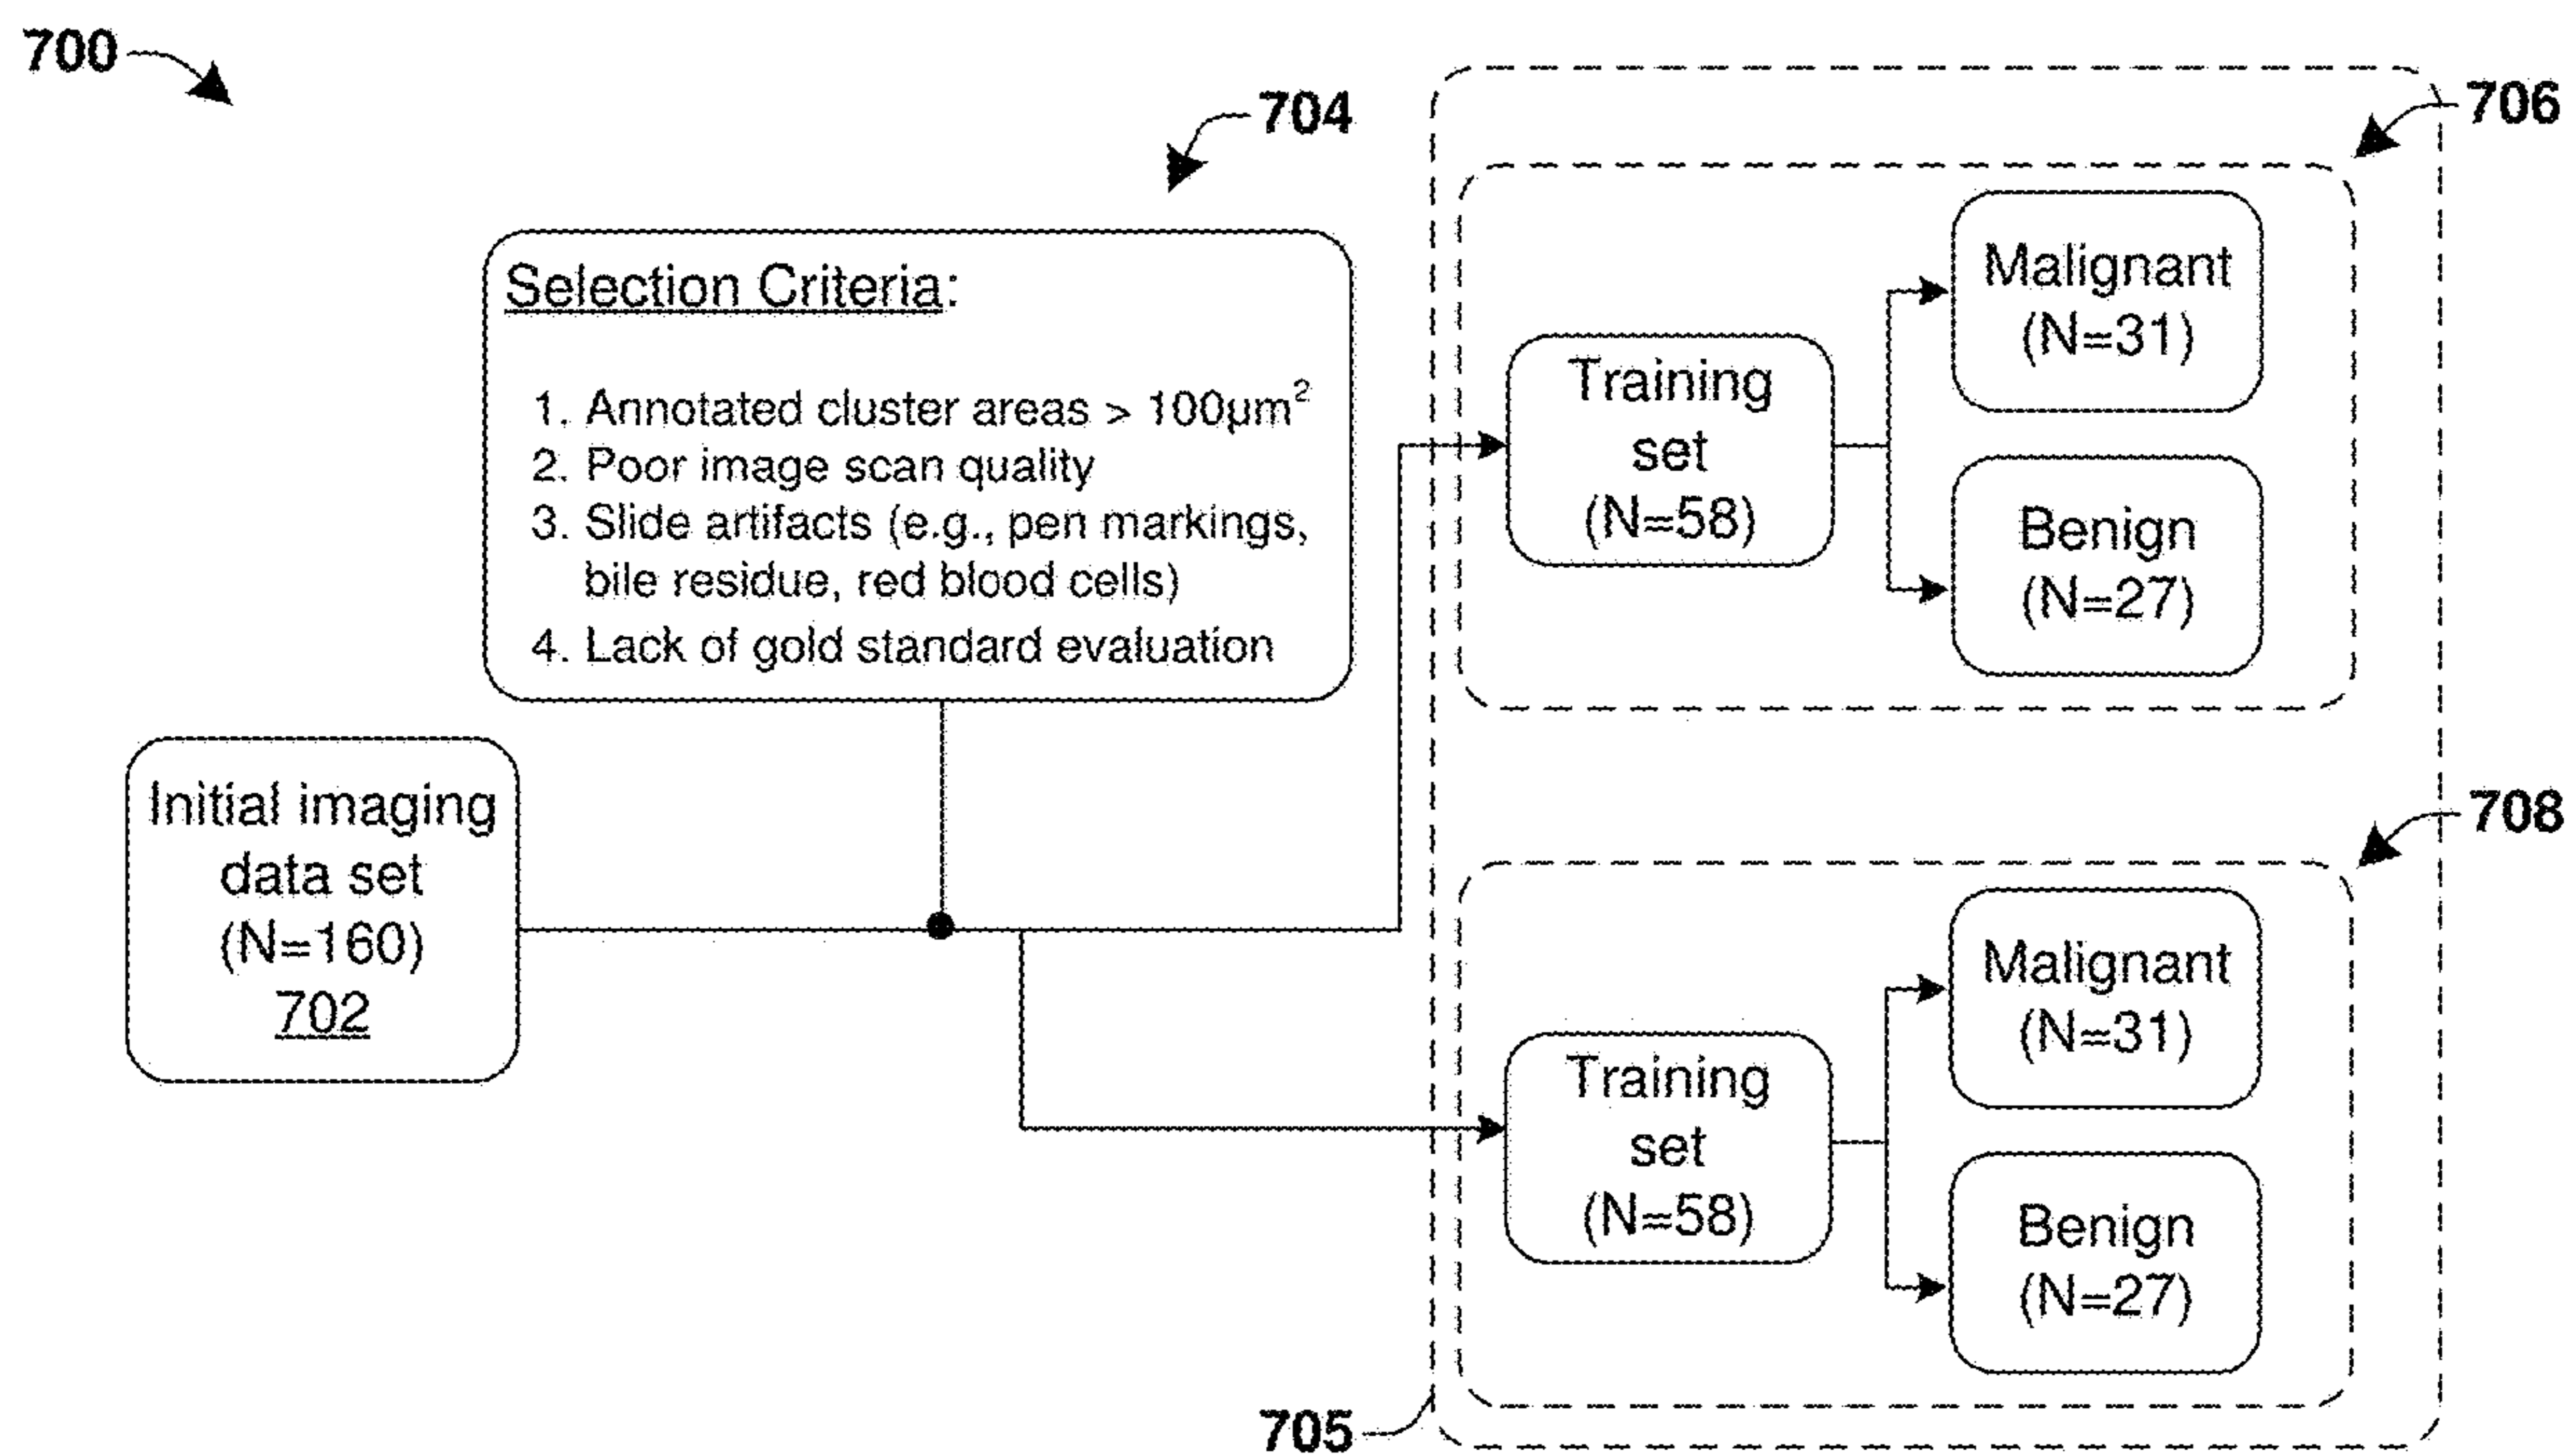 700
704
Selection Criteria:
1. Annotated cluster areas > 100µm²
2. Poor image scan quality
3. Slide artifacts (e.g., pen markings,
bile residue, red blood cells)
4. Lack of gold standard evaluation
Initial imaging
data set
(N=160)
702
705
706
Training
set
(N=58)
Malignant
(N=31)
Benign
(N=27)
708
Training
set
(N=58)
Malignant
(N=31)
Benign
(N=27)